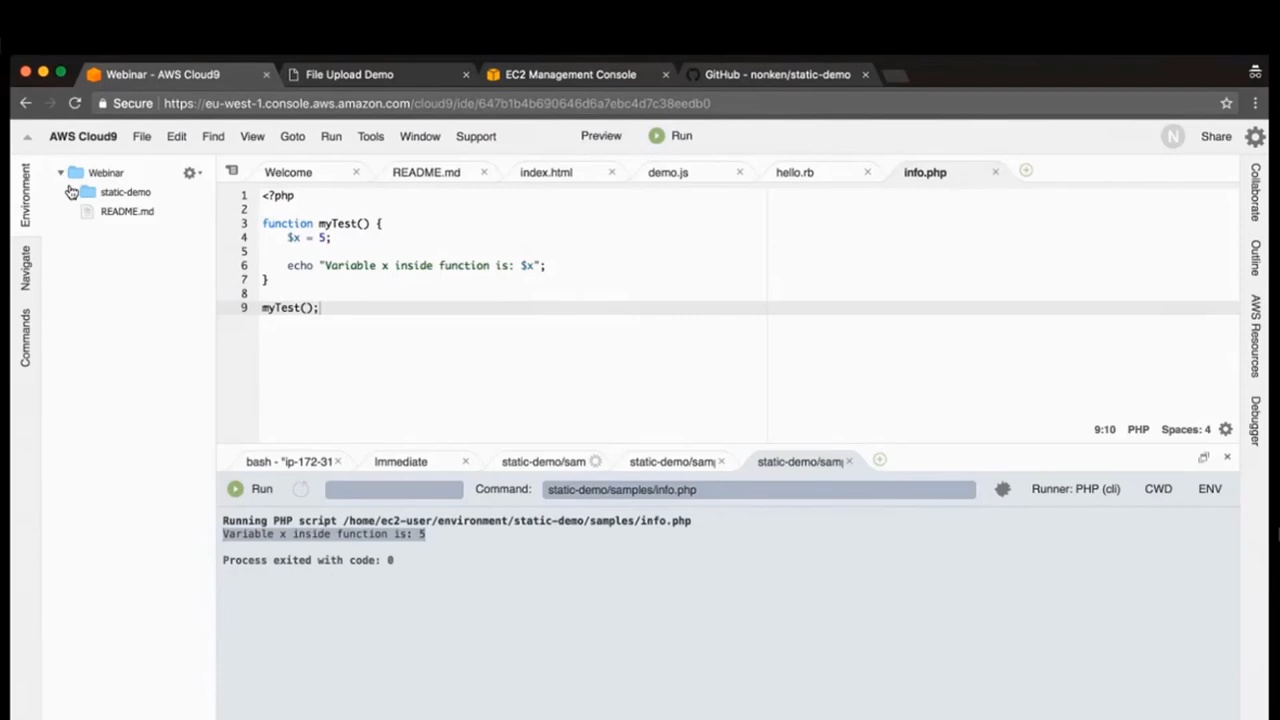 Webinar - AWS Cloud9
File Upload Demo
EC2 Management Console
GitHub - nonken/static-demo
Secure https://eu-west-1.console.aws.amazon.com/cloud9/ide/647b1b4b690646d6a7ebc4d7c38eedb0
AWS Cloud9 File Edit Find View Goto Run Tools Window Support Preview Run N Share
Environment
Navigate
Commands
Webinar
static-demo
README.md
Welcome README.md index.html demo.js hello.rb info.php
1 <?php
2
3 function myTest() {
4 $x = 5;
5
6 echo "Variable x inside function is: $x";
7 }
8
9 myTest();
9:10 PHP Spaces: 4
Collaborate
Outline
AWS Resources
Debugger
bash - "ip-172-31 Immediate static-demo/sam static-demo/samp static-demo/samp
Run Command: static-demo/samples/info.php Runner: PHP (cli) CWD ENV
Running PHP script /home/ec2-user/environment/static-demo/samples/info.php
Variable x inside function is: 5
Process exited with code: 0